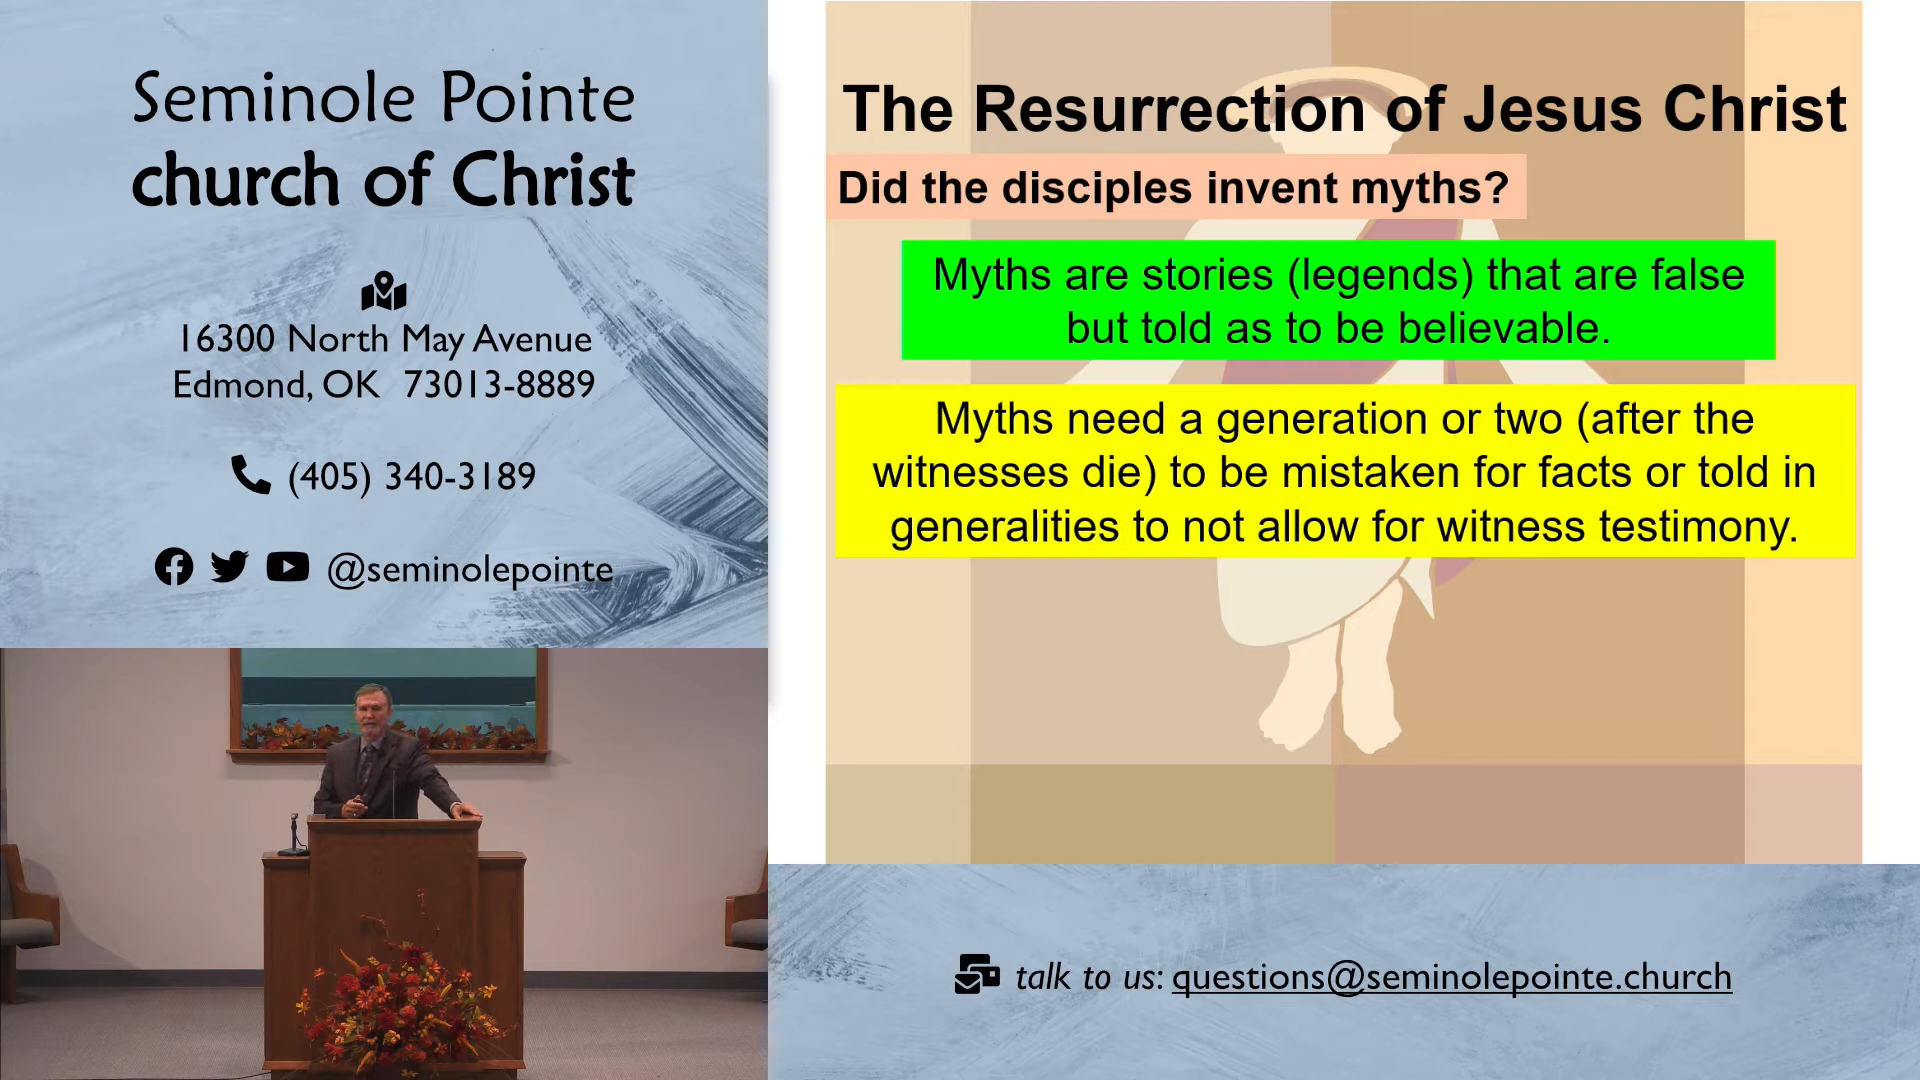 Seminole Pointe
church of Christ
16300 North May Avenue
Edmond, OK 73013-8889
(405) 340-3189
@seminolepointe
The Resurrection of Jesus Christ
Did the disciples invent myths?
Myths are stories (legends) that are false
but told as to be believable.
Myths need a generation or two (after the
witnesses die) to be mistaken for facts or told in
generalities to not allow for witness testimony.
talk to us: questions@seminolepointe.church